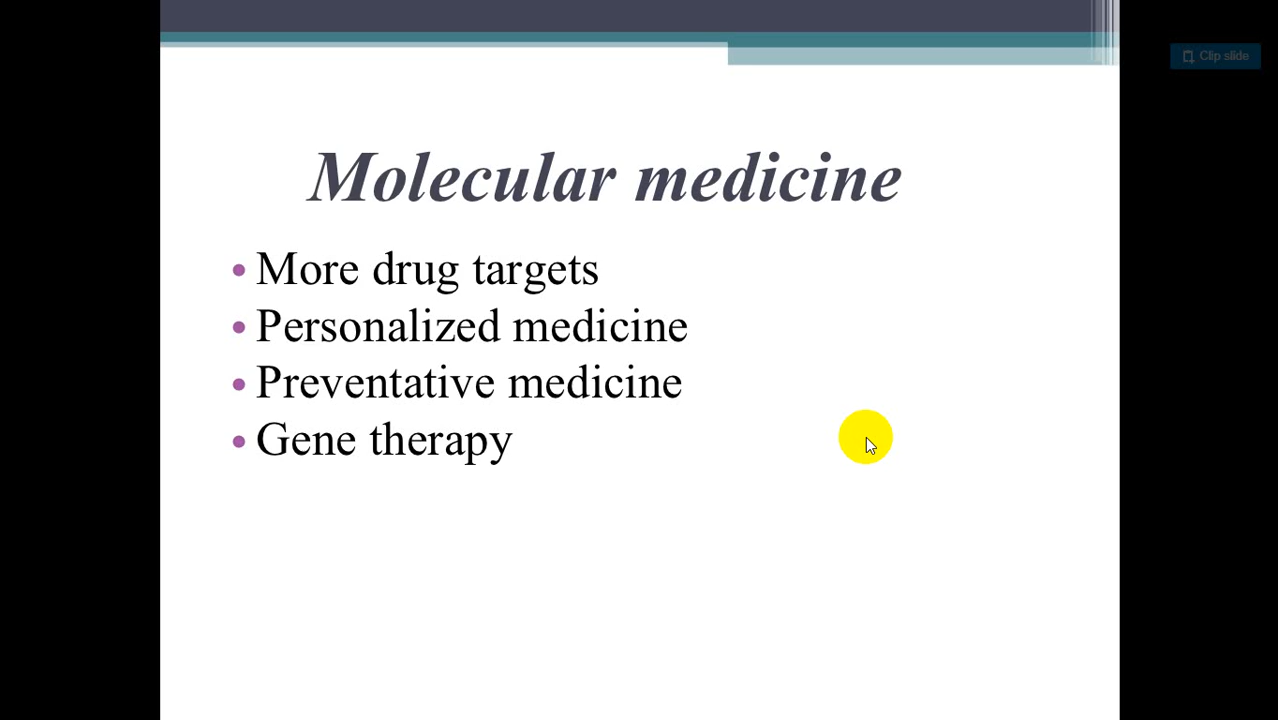 Clip slide
Molecular medicine
• More drug targets
• Personalized medicine
• Preventative medicine
• Gene therapy